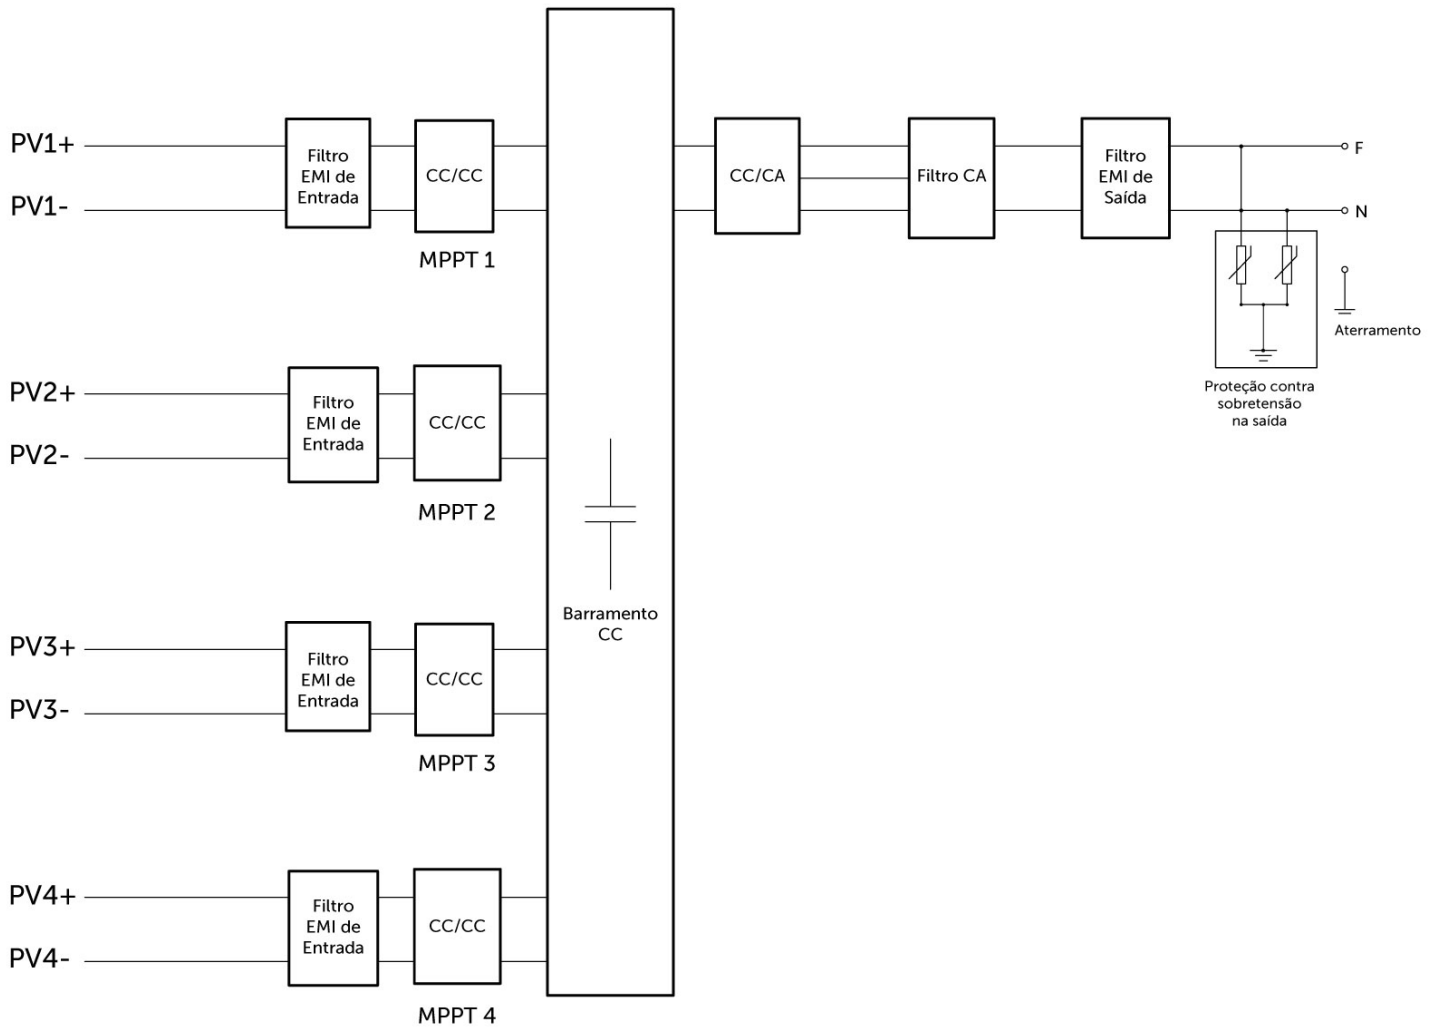 PV1+
PV1-
Filtro
EMI de
Entrada
CC/CC
MPPT 1
PV2+
PV2-
Filtro
EMI de
Entrada
CC/CC
MPPT 2
PV3+
PV3-
Filtro
EMI de
Entrada
CC/CC
MPPT 3
PV4+
PV4-
Filtro
EMI de
Entrada
CC/CC
MPPT 4
Barramento
CC
CC/CA
Filtro CA
Filtro
EMI de
Saída
F
N
Aterramento
Proteção contra
sobretensão
na saída